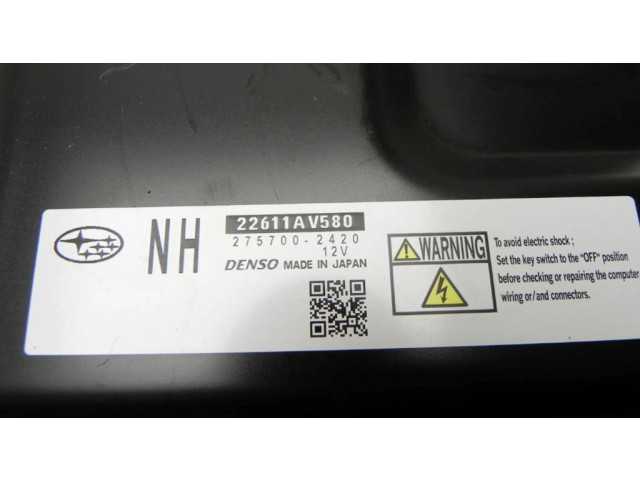 NH
22611AV580
275700-2420
12V
DENSO MADE IN JAPAN
WARNING
To avoid electric shock ;
Set the key switch to the "OFF" position
before checking or repairing the computer
wiring or/and connectors.